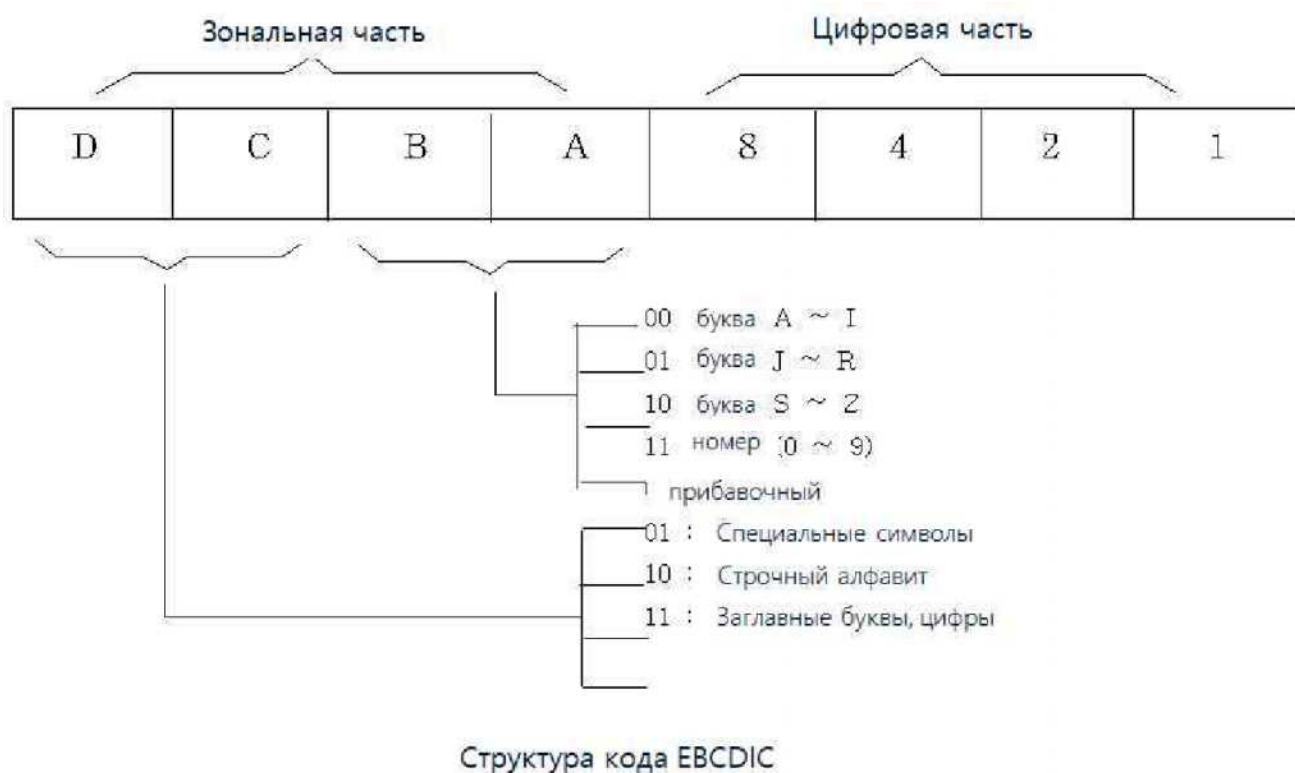 Зональная часть Цифровая часть
D C B A 8 4 2 1
00 буква A ~ I
01 буква J ~ R
10 буква S ~ Z
11 номер (0 ~ 9)
прибавочный
01 : Специальные символы
10 : Строчный алфавит
11 : Заглавные буквы, цифры
Структура кода EBCDIC